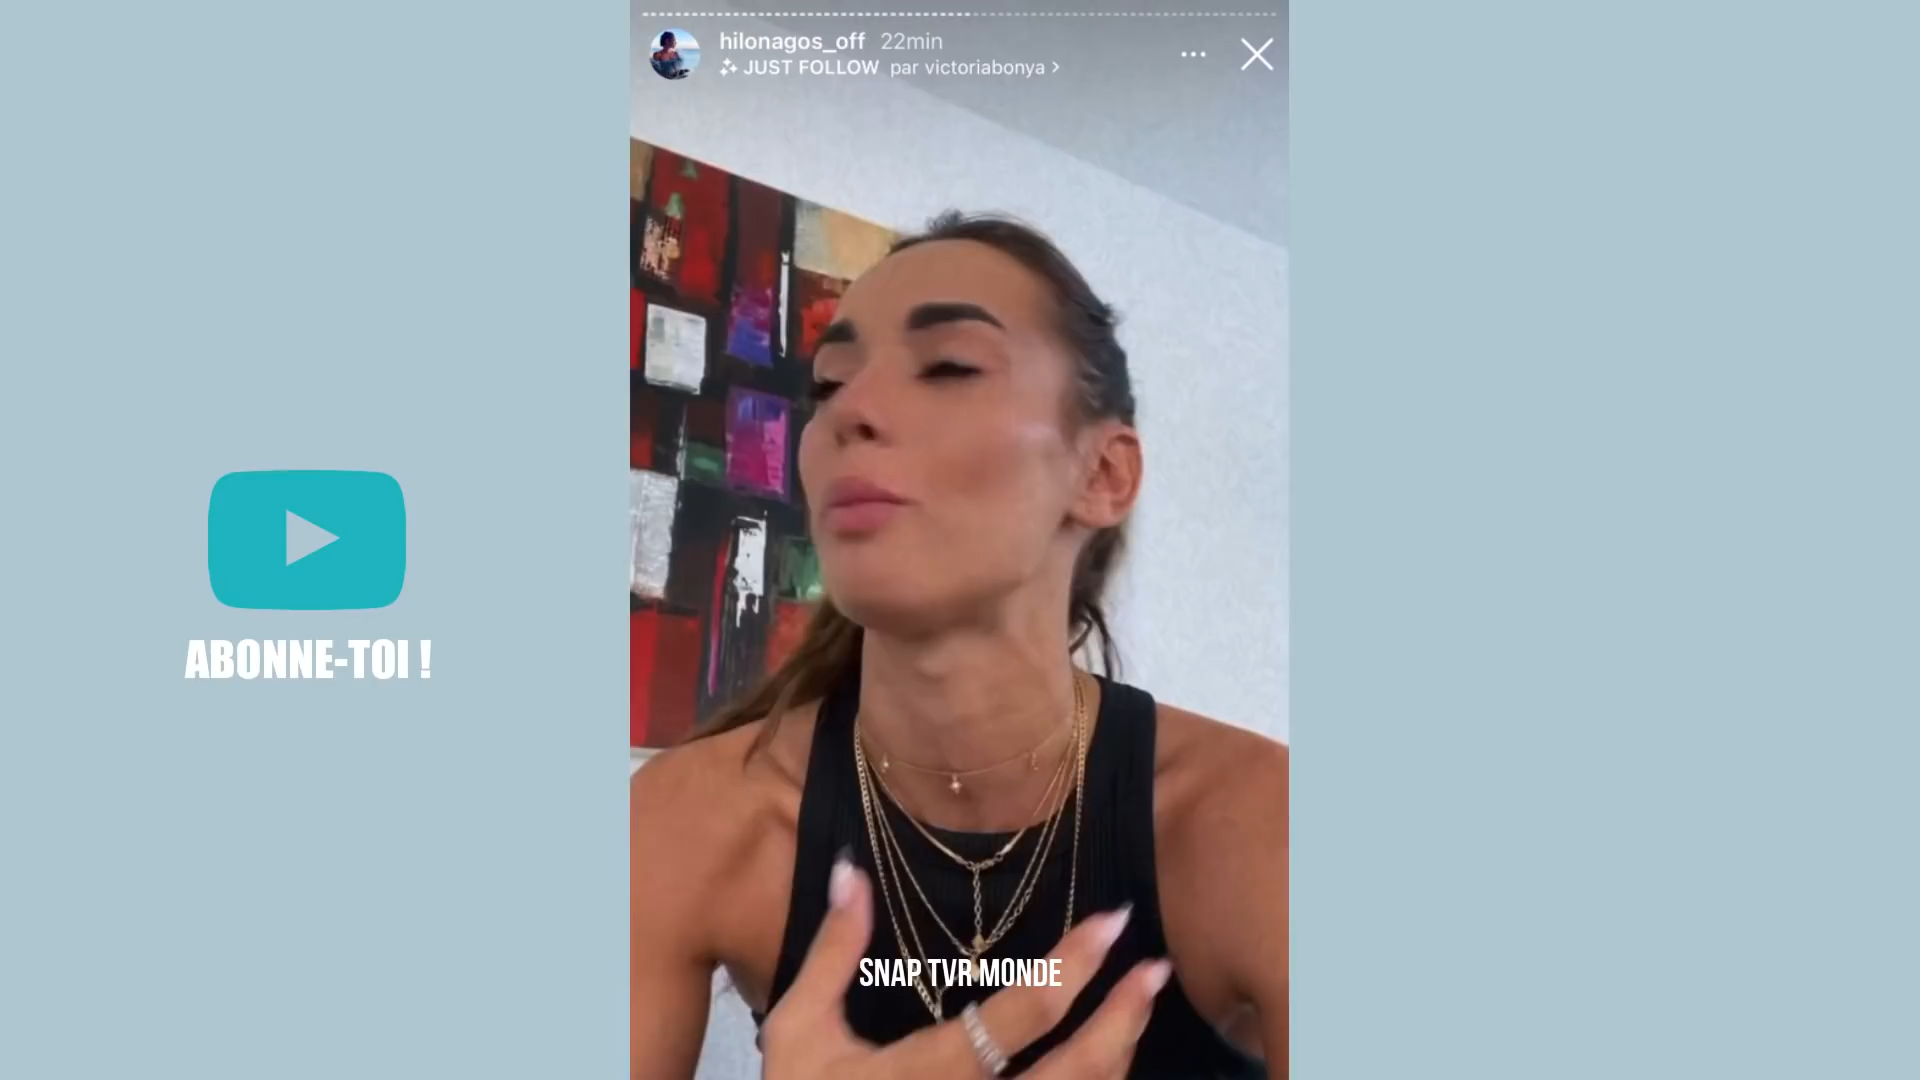 hilonagos_off 22min
JUST FOLLOW par victoriabonya >
ABONNE-TOI !
SNAP TVR MONDE